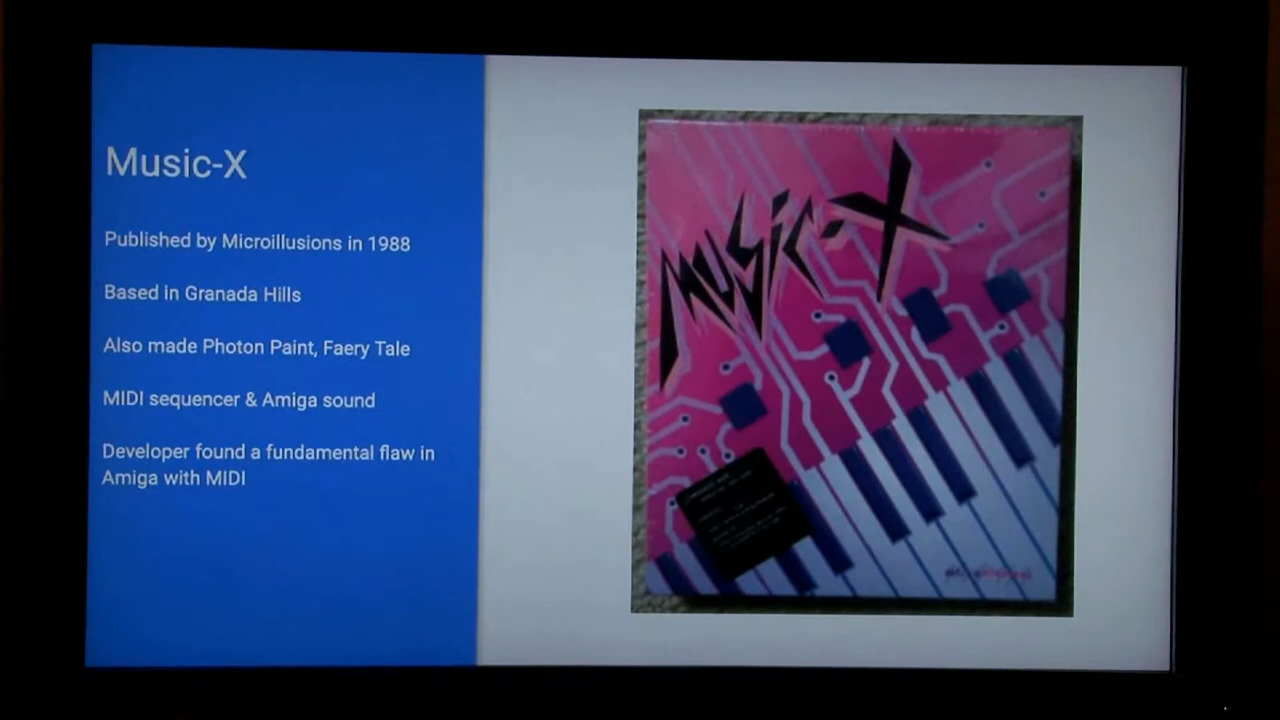 Music-X
Published by Microillusions in 1988
Based in Granada Hills
Also made Photon Paint, Faery Tale
MIDI sequencer & Amiga sound
Developer found a fundamental flaw in
Amiga with MIDI
Music-X